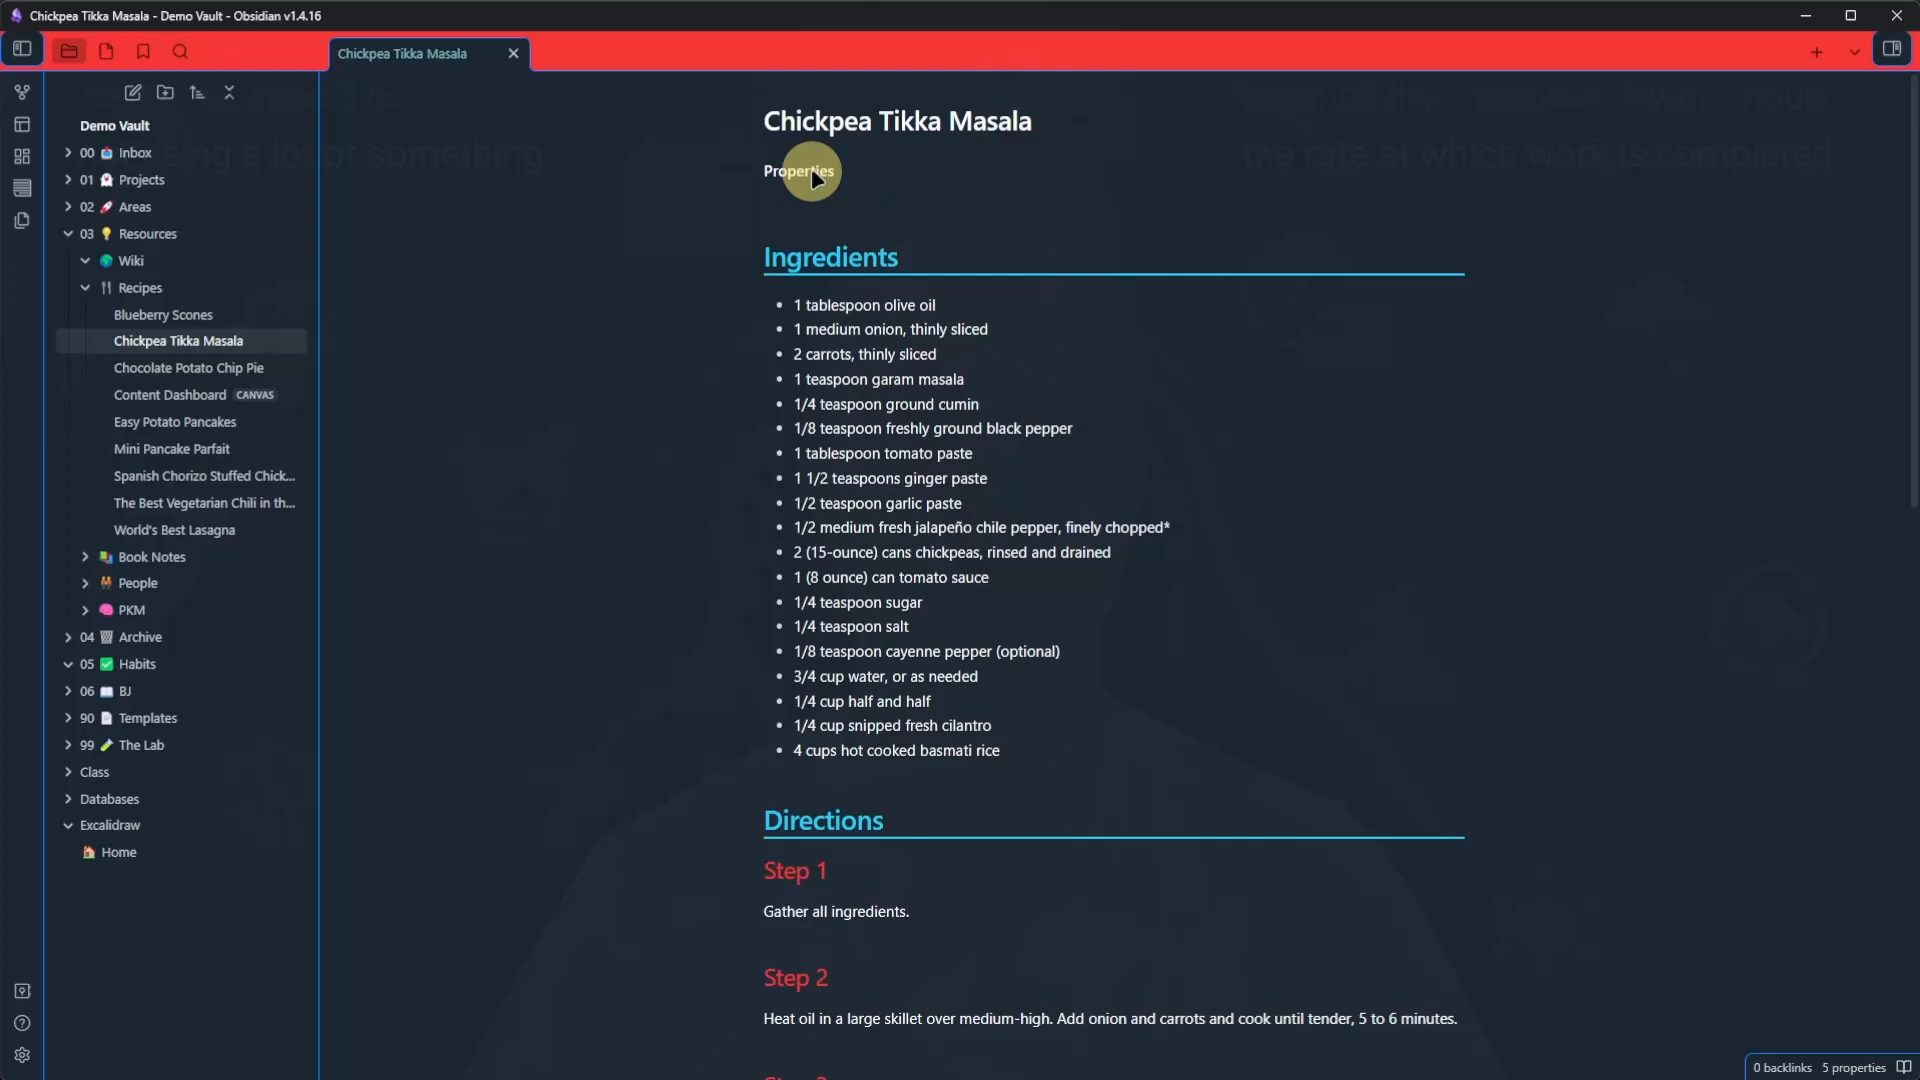 Chickpea Tikka Masala - Demo Vault - Obsidian v1.4.16
Chickpea Tikka Masala
Demo Vault
00 Inbox
01 Projects
02 Areas
03 Resources
Wiki
Recipes
Blueberry Scones
Chickpea Tikka Masala
Chocolate Potato Chip Pie
Content Dashboard CANVAS
Easy Potato Pancakes
Mini Pancake Parfait
Spanish Chorizo Stuffed Chick...
The Best Vegetarian Chili in th...
World's Best Lasagna
Book Notes
People
PKM
04 Archive
05 Habits
06 BJ
90 Templates
99 The Lab
Class
Databases
Excalidraw
Home
a lot of something
the rate at which work is completed
Chickpea Tikka Masala
Properties
Ingredients
• 1 tablespoon olive oil
• 1 medium onion, thinly sliced
• 2 carrots, thinly sliced
• 1 teaspoon garam masala
• 1/4 teaspoon ground cumin
• 1/8 teaspoon freshly ground black pepper
• 1 tablespoon tomato paste
• 1 1/2 teaspoons ginger paste
• 1/2 teaspoon garlic paste
• 1/2 medium fresh jalapeño chile pepper, finely chopped*
• 2 (15-ounce) cans chickpeas, rinsed and drained
• 1 (8 ounce) can tomato sauce
• 1/4 teaspoon sugar
• 1/4 teaspoon salt
• 1/8 teaspoon cayenne pepper (optional)
• 3/4 cup water, or as needed
• 1/4 cup half and half
• 1/4 cup snipped fresh cilantro
• 4 cups hot cooked basmati rice
Directions
Step 1
Gather all ingredients.
Step 2
Heat oil in a large skillet over medium-high. Add onion and carrots and cook until tender, 5 to 6 minutes.
0 backlinks 5 properties